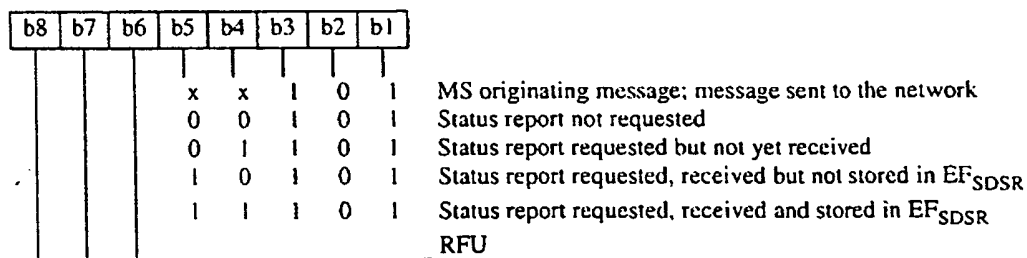 b8 b7 b6 b5 b4 b3 b2 b1
x x 1 0 1 MS originating message; message sent to the network
0 0 1 0 1 Status report not requested
0 1 1 0 1 Status report requested but not yet received
1 0 1 0 1 Status report requested, received but not stored in EFSDSR
1 1 1 0 1 Status report requested, received and stored in EFSDSR
RFU